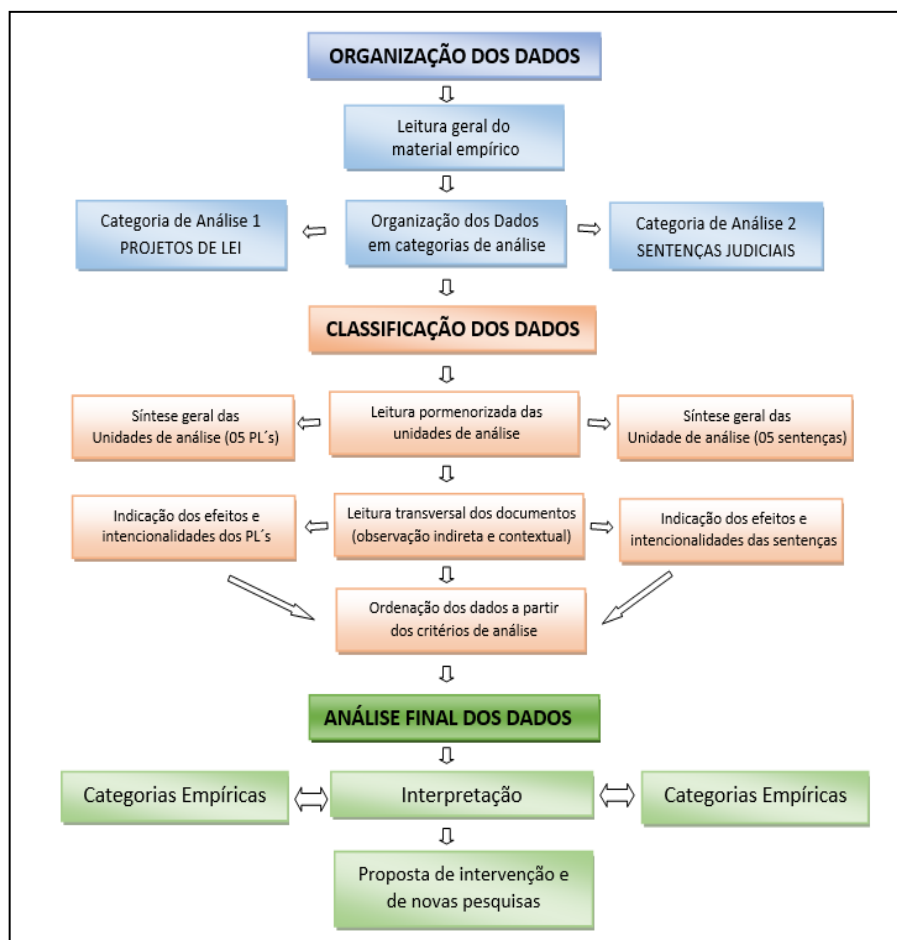 ORGANIZAÇÃO DOS DADOS
Leitura geral do
material empírico
Categoria de Análise 1
PROJETOS DE LEI
Organização dos Dados
em categorias de análise
Categoria de Análise 2
SENTENÇAS JUDICIAIS
CLASSIFICAÇÃO DOS DADOS
Síntese geral das
Unidades de análise (05 PL´s)
Leitura pormenorizada das
unidades de análise
Síntese geral das
Unidade de análise (05 sentenças)
Indicação dos efeitos e
intencionalidades dos PL´s
Leitura transversal dos documentos
(observação indireta e contextual)
Indicação dos efeitos e
intencionalidades das sentenças
Ordenação dos dados a partir
dos critérios de análise
ANÁLISE FINAL DOS DADOS
Categorias Empíricas
Interpretação
Categorias Empíricas
Proposta de intervenção e
de novas pesquisas